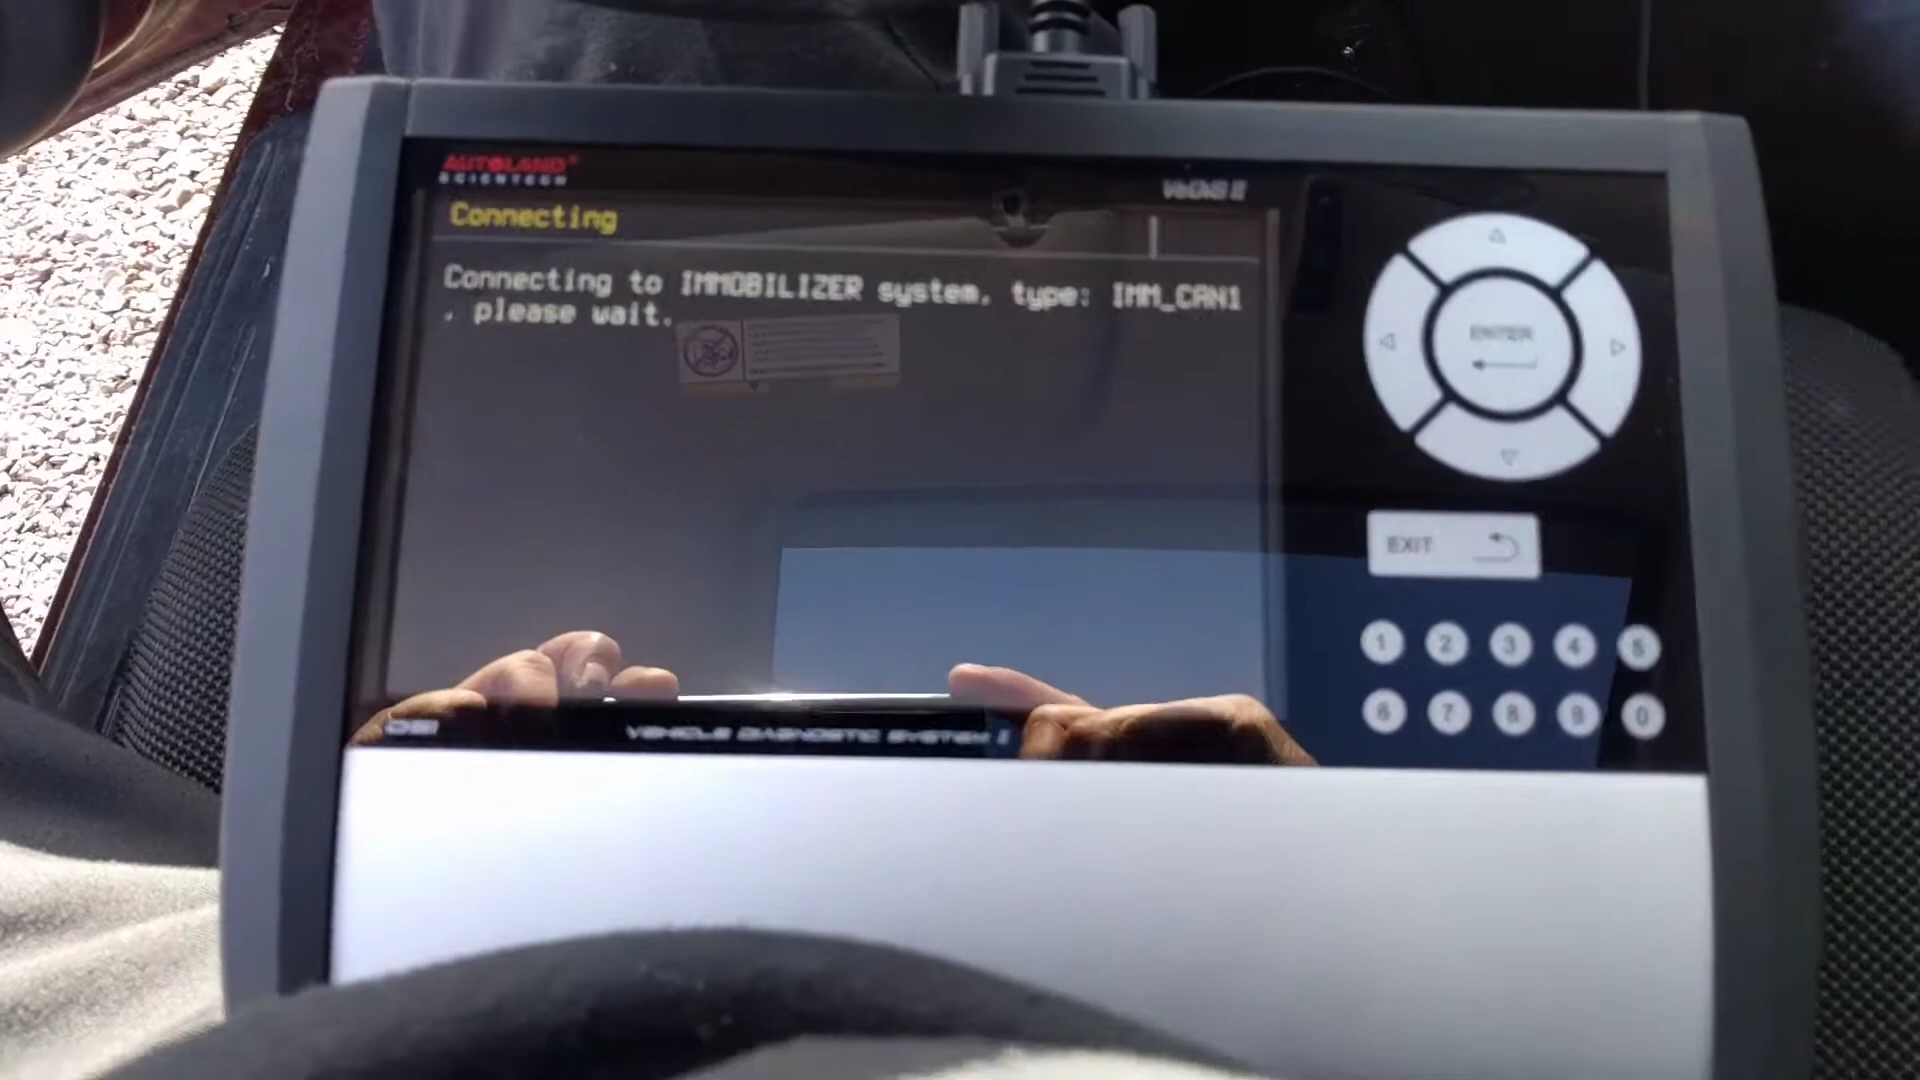 AUTOLAND
SCIENTECH
VeDiS II
Connecting
Connecting to IMMOBILIZER system, type: IMM_CAN1
, please wait.
ENTER
EXIT
1 2 3 4 5
6 7 8 9 0
VEHICLE DIAGNOSTIC SYSTEM II